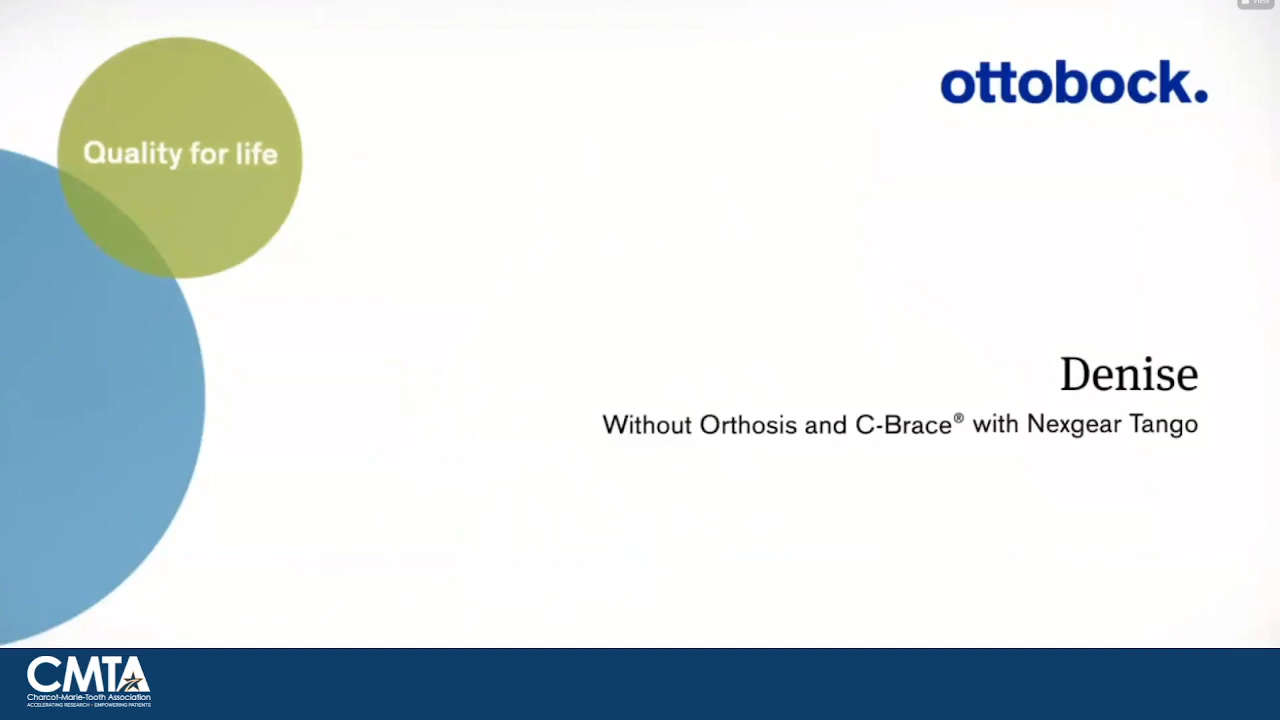 View
ottobock.
Quality for life
Denise
Without Orthosis and C-Brace® with Nexgear Tango
CMTA
Charcot-Marie-Tooth Association
ACCELERATING RESEARCH - EMPOWERING PATIENTS